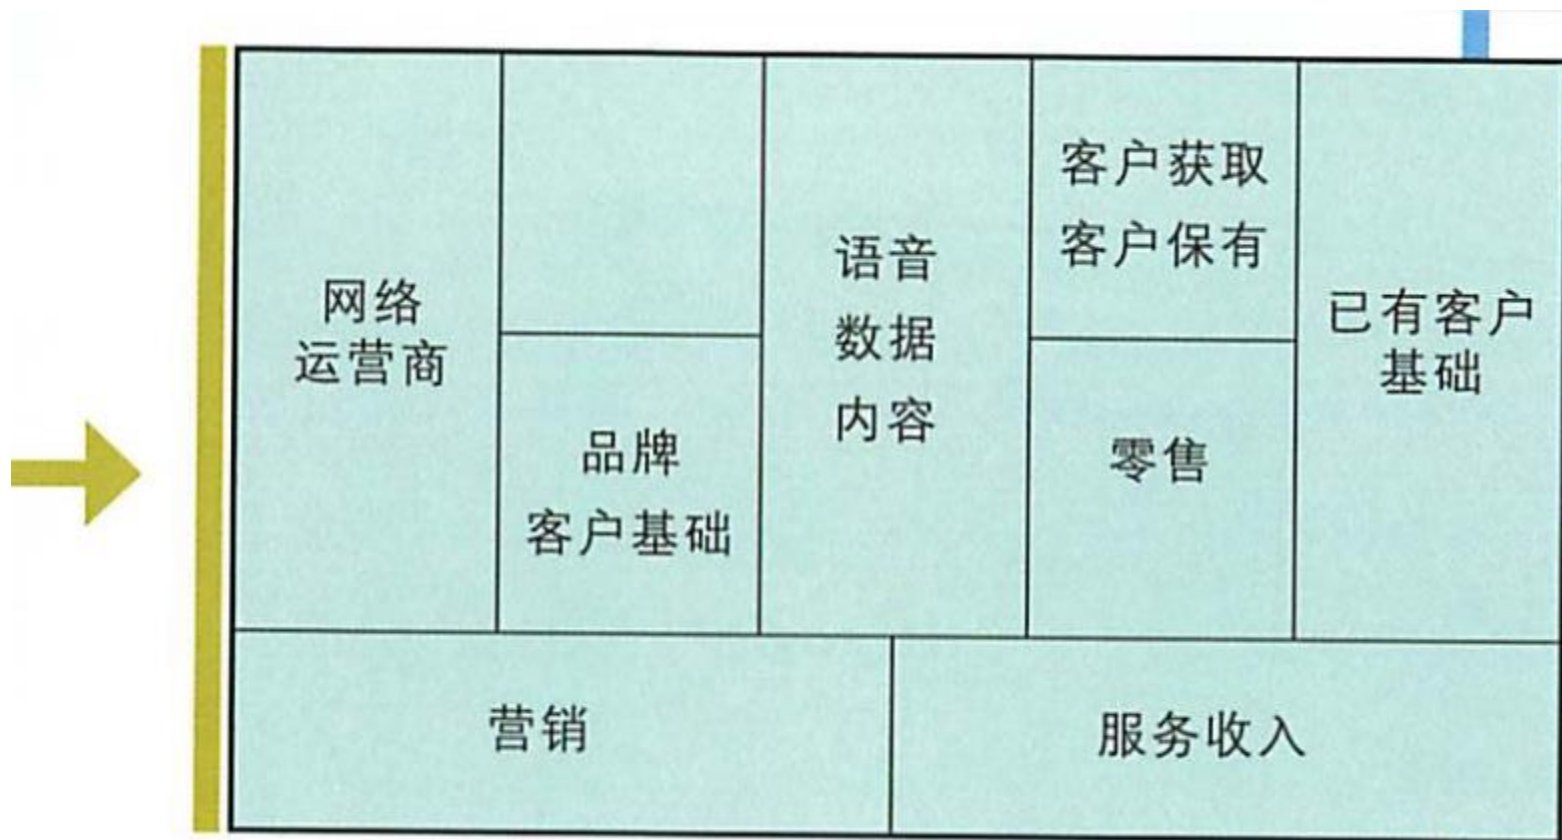 网络
运营商
品牌
客户基础
语音
数据
内容
客户获取
客户保有
零售
已有客户
基础
营销
服务收入